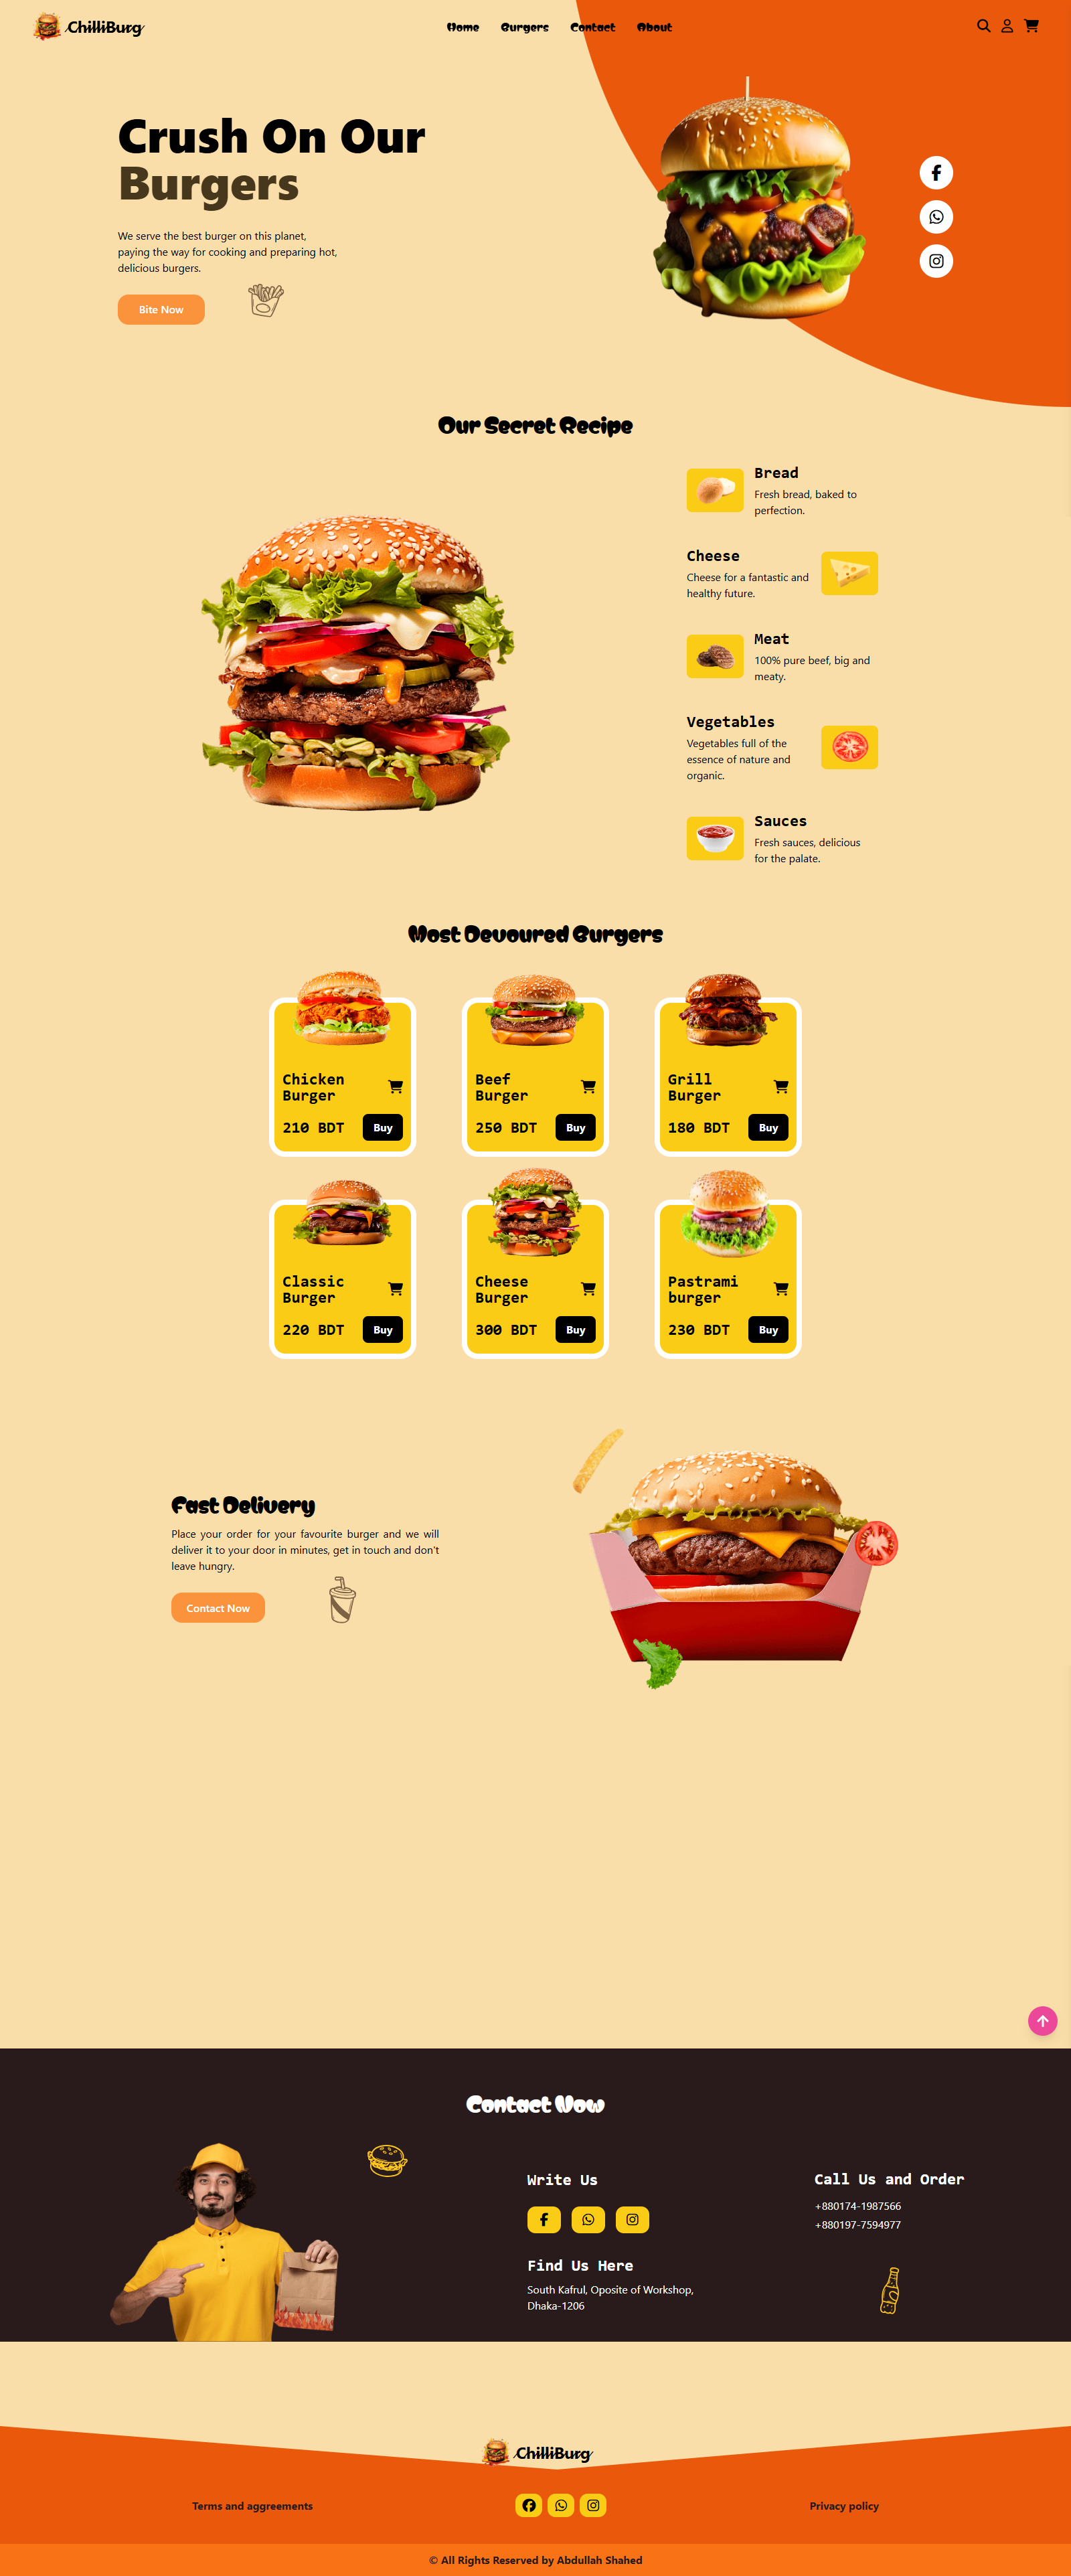 ChilliBurg
Home Burgers Contact About
Crush On Our
Burgers
We serve the best burger on this planet,
paying the way for cooking and preparing hot,
delicious burgers.
Bite Now
Our Secret Recipe
Bread
Fresh bread, baked to
perfection.
Cheese
Cheese for a fantastic and
healthy future.
Meat
100% pure beef, big and
meaty.
Vegetables
Vegetables full of the
essence of nature and
organic.
Sauces
Fresh sauces, delicious
for the palate.
Most Devoured Burgers
Chicken
Burger
210 BDT Buy
Beef
Burger
250 BDT Buy
Grill
Burger
180 BDT Buy
Classic
Burger
220 BDT Buy
Cheese
Burger
300 BDT Buy
Pastrami
burger
230 BDT Buy
Fast Delivery
Place your order for your favourite burger and we will
deliver it to your door in minutes, get in touch and don't
leave hungry.
Contact Now
Contact Now
Write Us
Find Us Here
South Kafrul, Oposite of Workshop,
Dhaka-1206
Call Us and Order
+880174-1987566
+880197-7594977
ChilliBurg
Terms and aggreements
Privacy policy
© All Rights Reserved by Abdullah Shahed